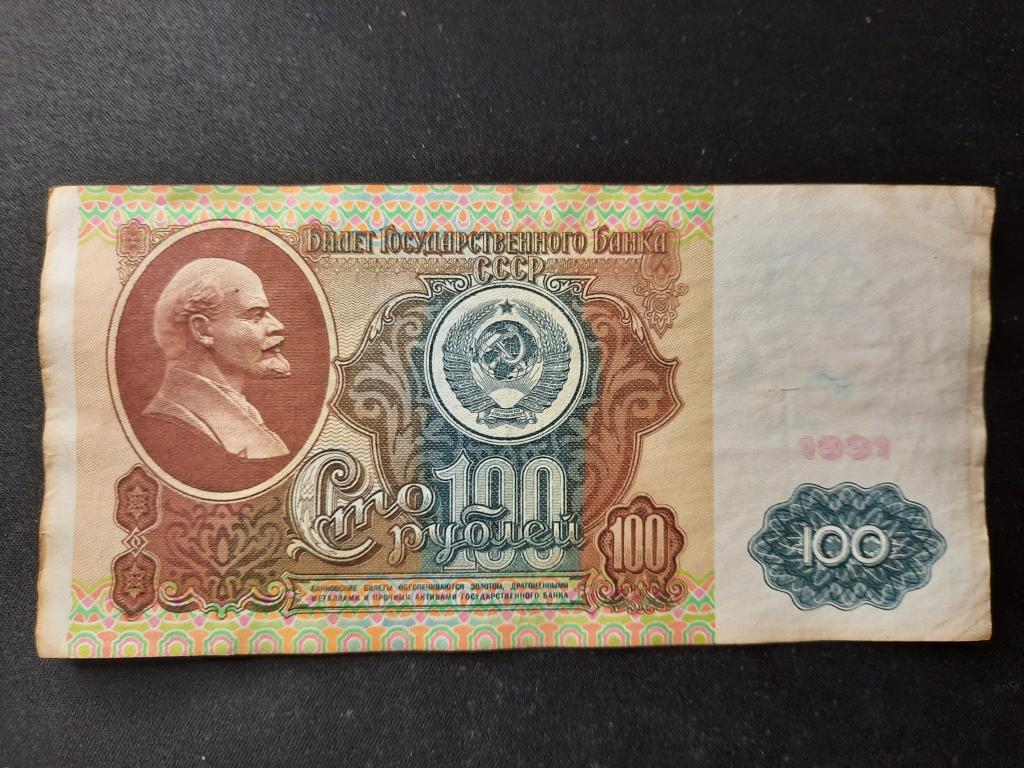 Билет Государственного Банка
СССР
100
Сто
рублей
100
БАНКОВСКИЕ БИЛЕТЫ ОБЕСПЕЧИВАЮТСЯ ЗОЛОТОМ, ДРАГОЦЕННЫМИ
МЕТАЛЛАМИ И ПРОЧИМИ АКТИВАМИ ГОСУДАРСТВЕННОГО БАНКА
1991
100